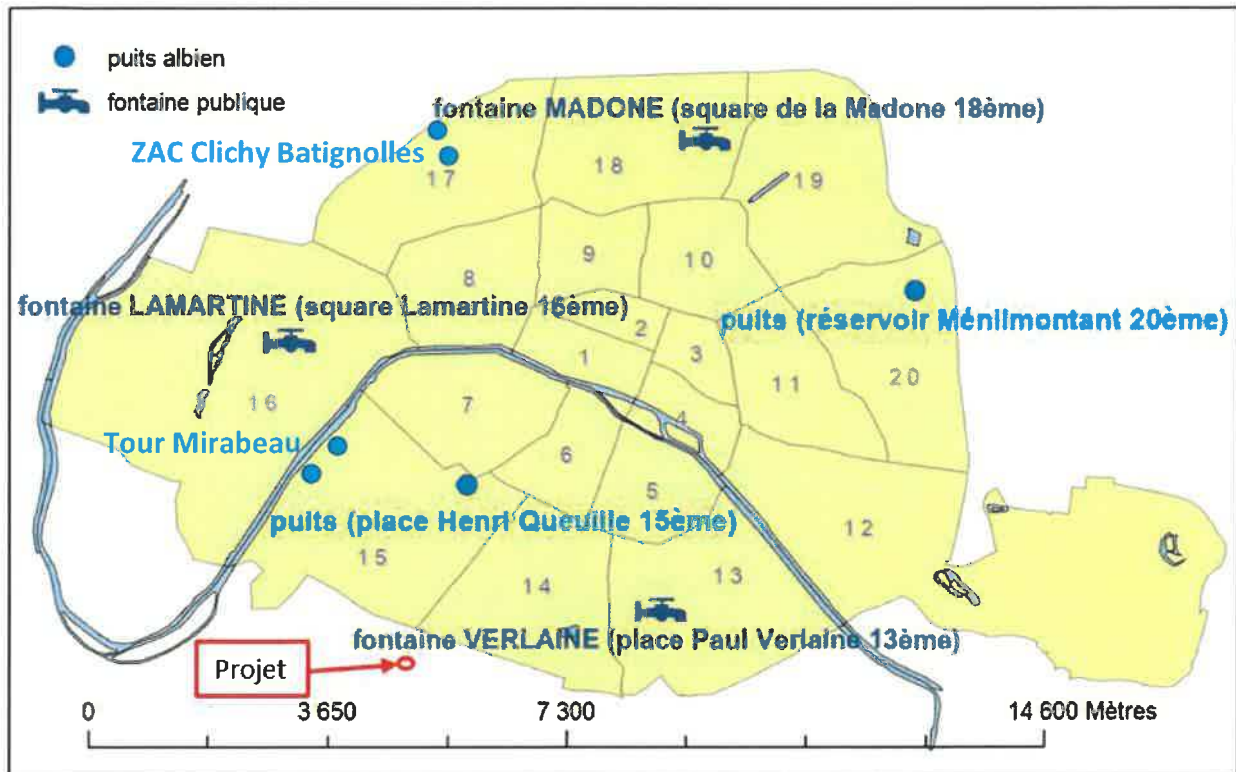 puits albien
fontaine publique
fontaine MADONE (square de la Madone 18ème)
ZAC Clichy Batignolles
17
18
19
9
8
10
fontaine LAMARTINE (square Lamartine 16ème)
2
puits (réservoir Ménilmontant 20ème)
1
3
11
20
16
7
4
Tour Mirabeau
6
5
12
puits (place Henri Queuille 15ème)
15
14
13
fontaine VERLAINE (place Paul Verlaine 13ème)
Projet
0 3 650 7 300 14 600 Mètres